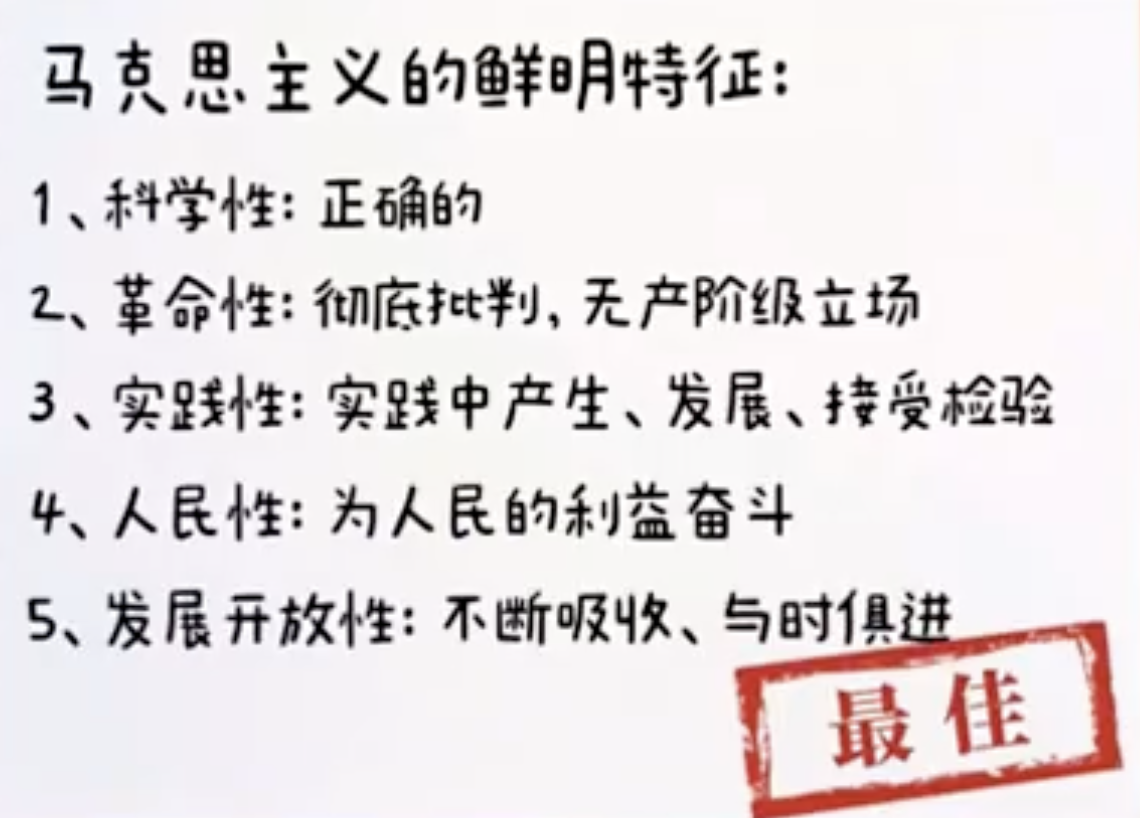 马克思主义的鲜明特征:
1、科学性: 正确的
2、革命性: 彻底批判, 无产阶级立场
3、实践性: 实践中产生、发展、接受检验
4、人民性: 为人民的利益奋斗
5、发展开放性: 不断吸收、与时俱进
最佳